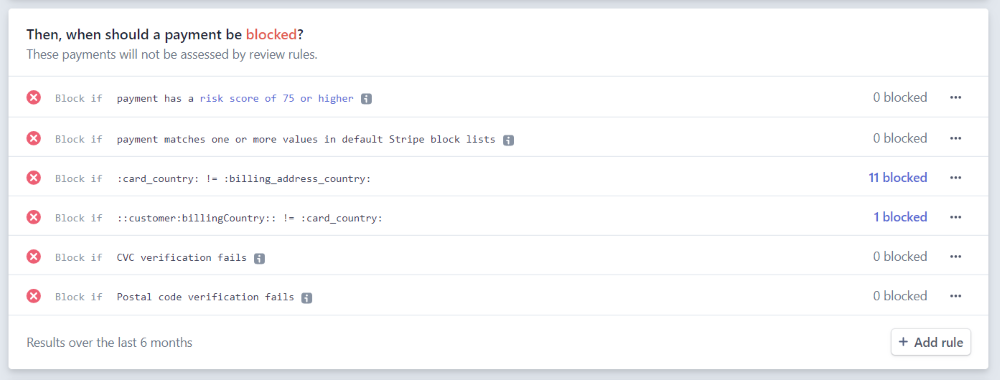 Then, when should a payment be blocked?
These payments will not be assessed by review rules.
Block if payment has a risk score of 75 or higher 0 blocked
Block if payment matches one or more values in default Stripe block lists 0 blocked
Block if :card_country: != :billing_address_country: 11 blocked
Block if ::customer:billingCountry:: != :card_country: 1 blocked
Block if CVC verification fails 0 blocked
Block if Postal code verification fails 0 blocked
Results over the last 6 months + Add rule